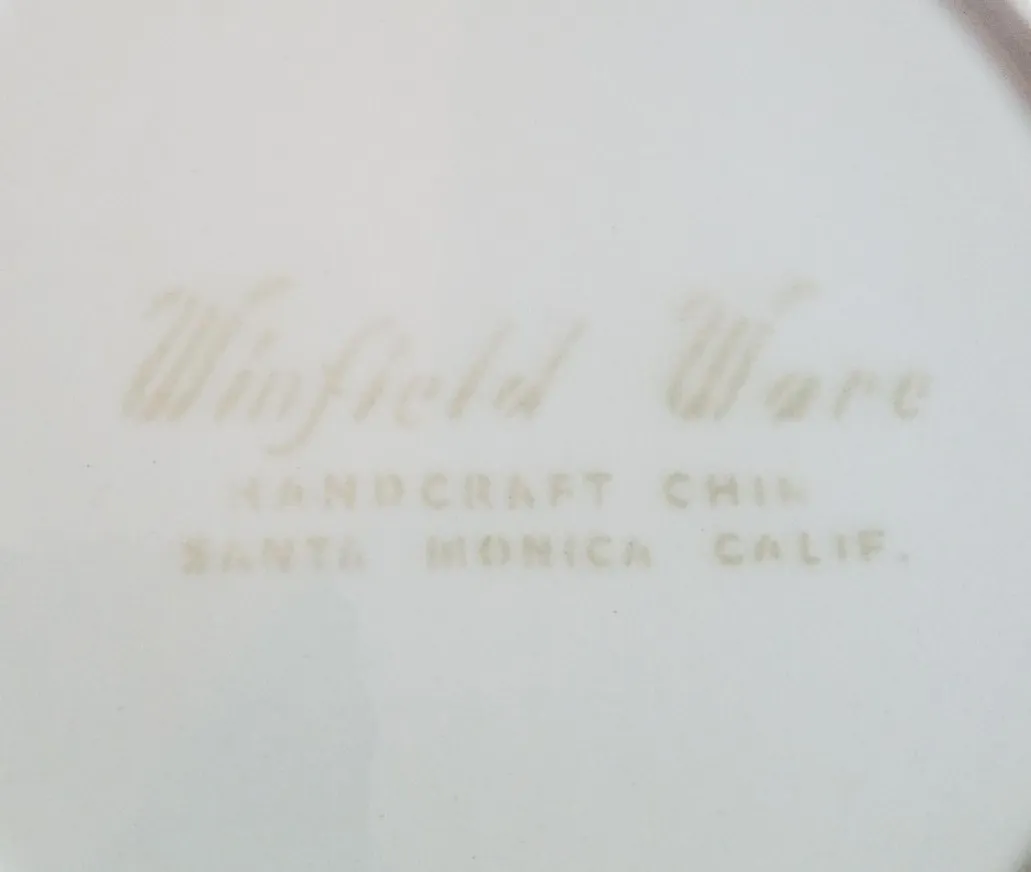 Winfield Ware
HANDCRAFT CHIN
SANTA MONICA CALIF.